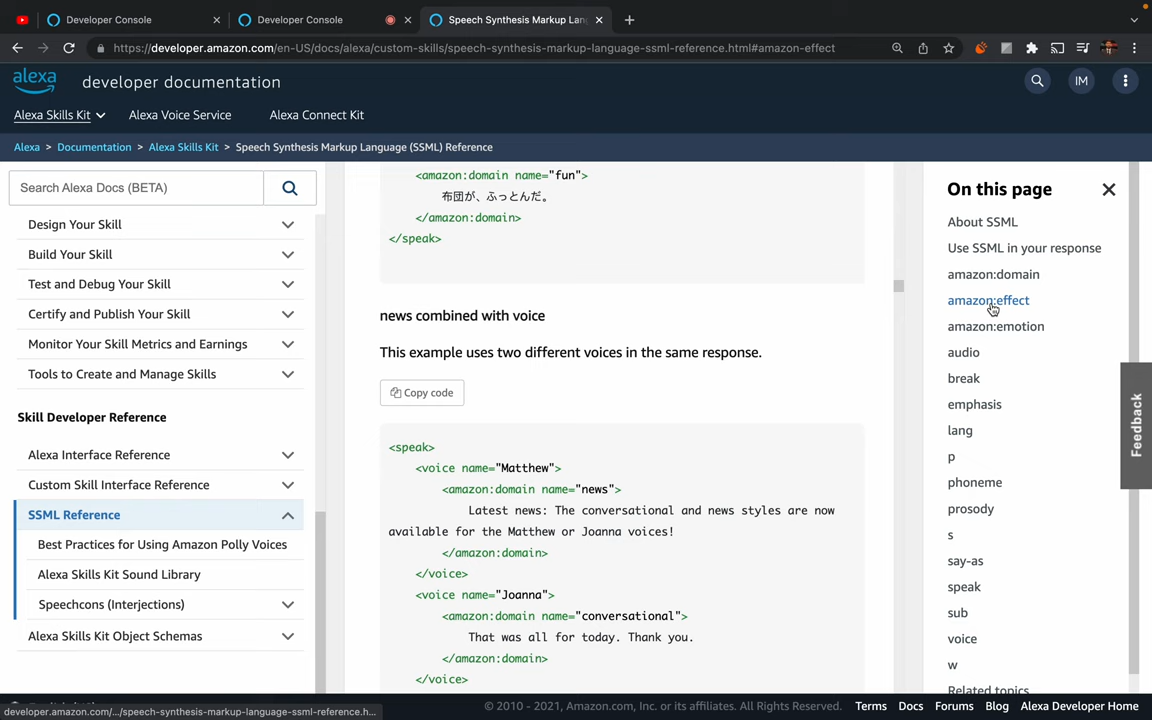 Developer Console
Developer Console
Speech Synthesis Markup Lan
https://developer.amazon.com/en-US/docs/alexa/custom-skills/speech-synthesis-markup-language-ssml-reference.html#amazon-effect
alexa
developer documentation
IM
Alexa Skills Kit
Alexa Voice Service
Alexa Connect Kit
Alexa > Documentation > Alexa Skills Kit > Speech Synthesis Markup Language (SSML) Reference
Search Alexa Docs (BETA)
Design Your Skill
Build Your Skill
Test and Debug Your Skill
Certify and Publish Your Skill
Monitor Your Skill Metrics and Earnings
Tools to Create and Manage Skills
Skill Developer Reference
Alexa Interface Reference
Custom Skill Interface Reference
SSML Reference
Best Practices for Using Amazon Polly Voices
Alexa Skills Kit Sound Library
Speechcons (Interjections)
Alexa Skills Kit Object Schemas
<amazon:domain name="fun">
布団が、ふっとんだ。
</amazon:domain>
</speak>
news combined with voice
This example uses two different voices in the same response.
Copy code
<speak>
<voice name="Matthew">
<amazon:domain name="news">
Latest news: The conversational and news styles are now
available for the Matthew or Joanna voices!
</amazon:domain>
</voice>
<voice name="Joanna">
<amazon:domain name="conversational">
That was all for today. Thank you.
</amazon:domain>
</voice>
On this page
About SSML
Use SSML in your response
amazon:domain
amazon:effect
amazon:emotion
audio
break
emphasis
lang
p
phoneme
prosody
s
say-as
speak
sub
voice
w
Related topics
Feedback
developer.amazon.com/.../speech-synthesis-markup-language-ssml-reference.h...
© 2010 - 2021, Amazon.com, Inc. or its affiliates. All Rights Reserved.
Terms
Docs
Forums
Blog
Alexa Developer Home